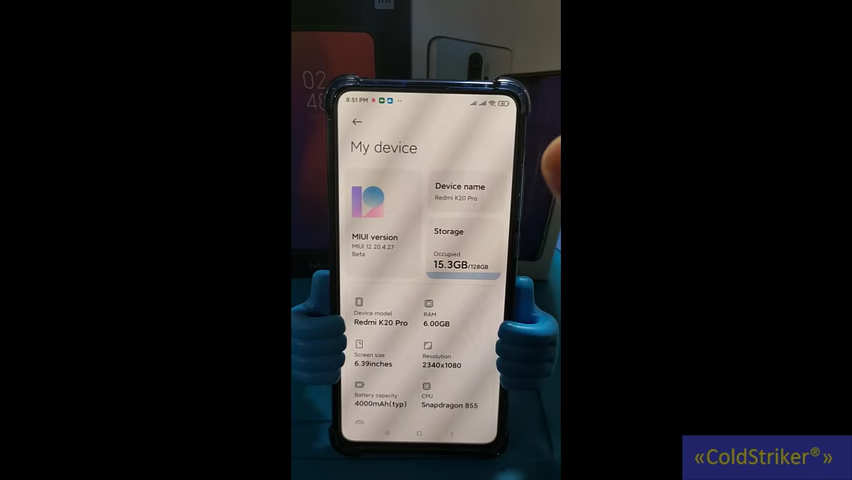 02
48
8:51 PM
My device
Device name
Redmi K20 Pro
MIUI version
MIUI 12 20.4.27
Beta
Storage
Occupied
15.3GB/128GB
Device model
Redmi K20 Pro
RAM
6.00GB
Screen size
6.39inches
Resolution
2340x1080
Battery capacity
4000mAh(typ)
CPU
Snapdragon 855
«ColdStriker®»